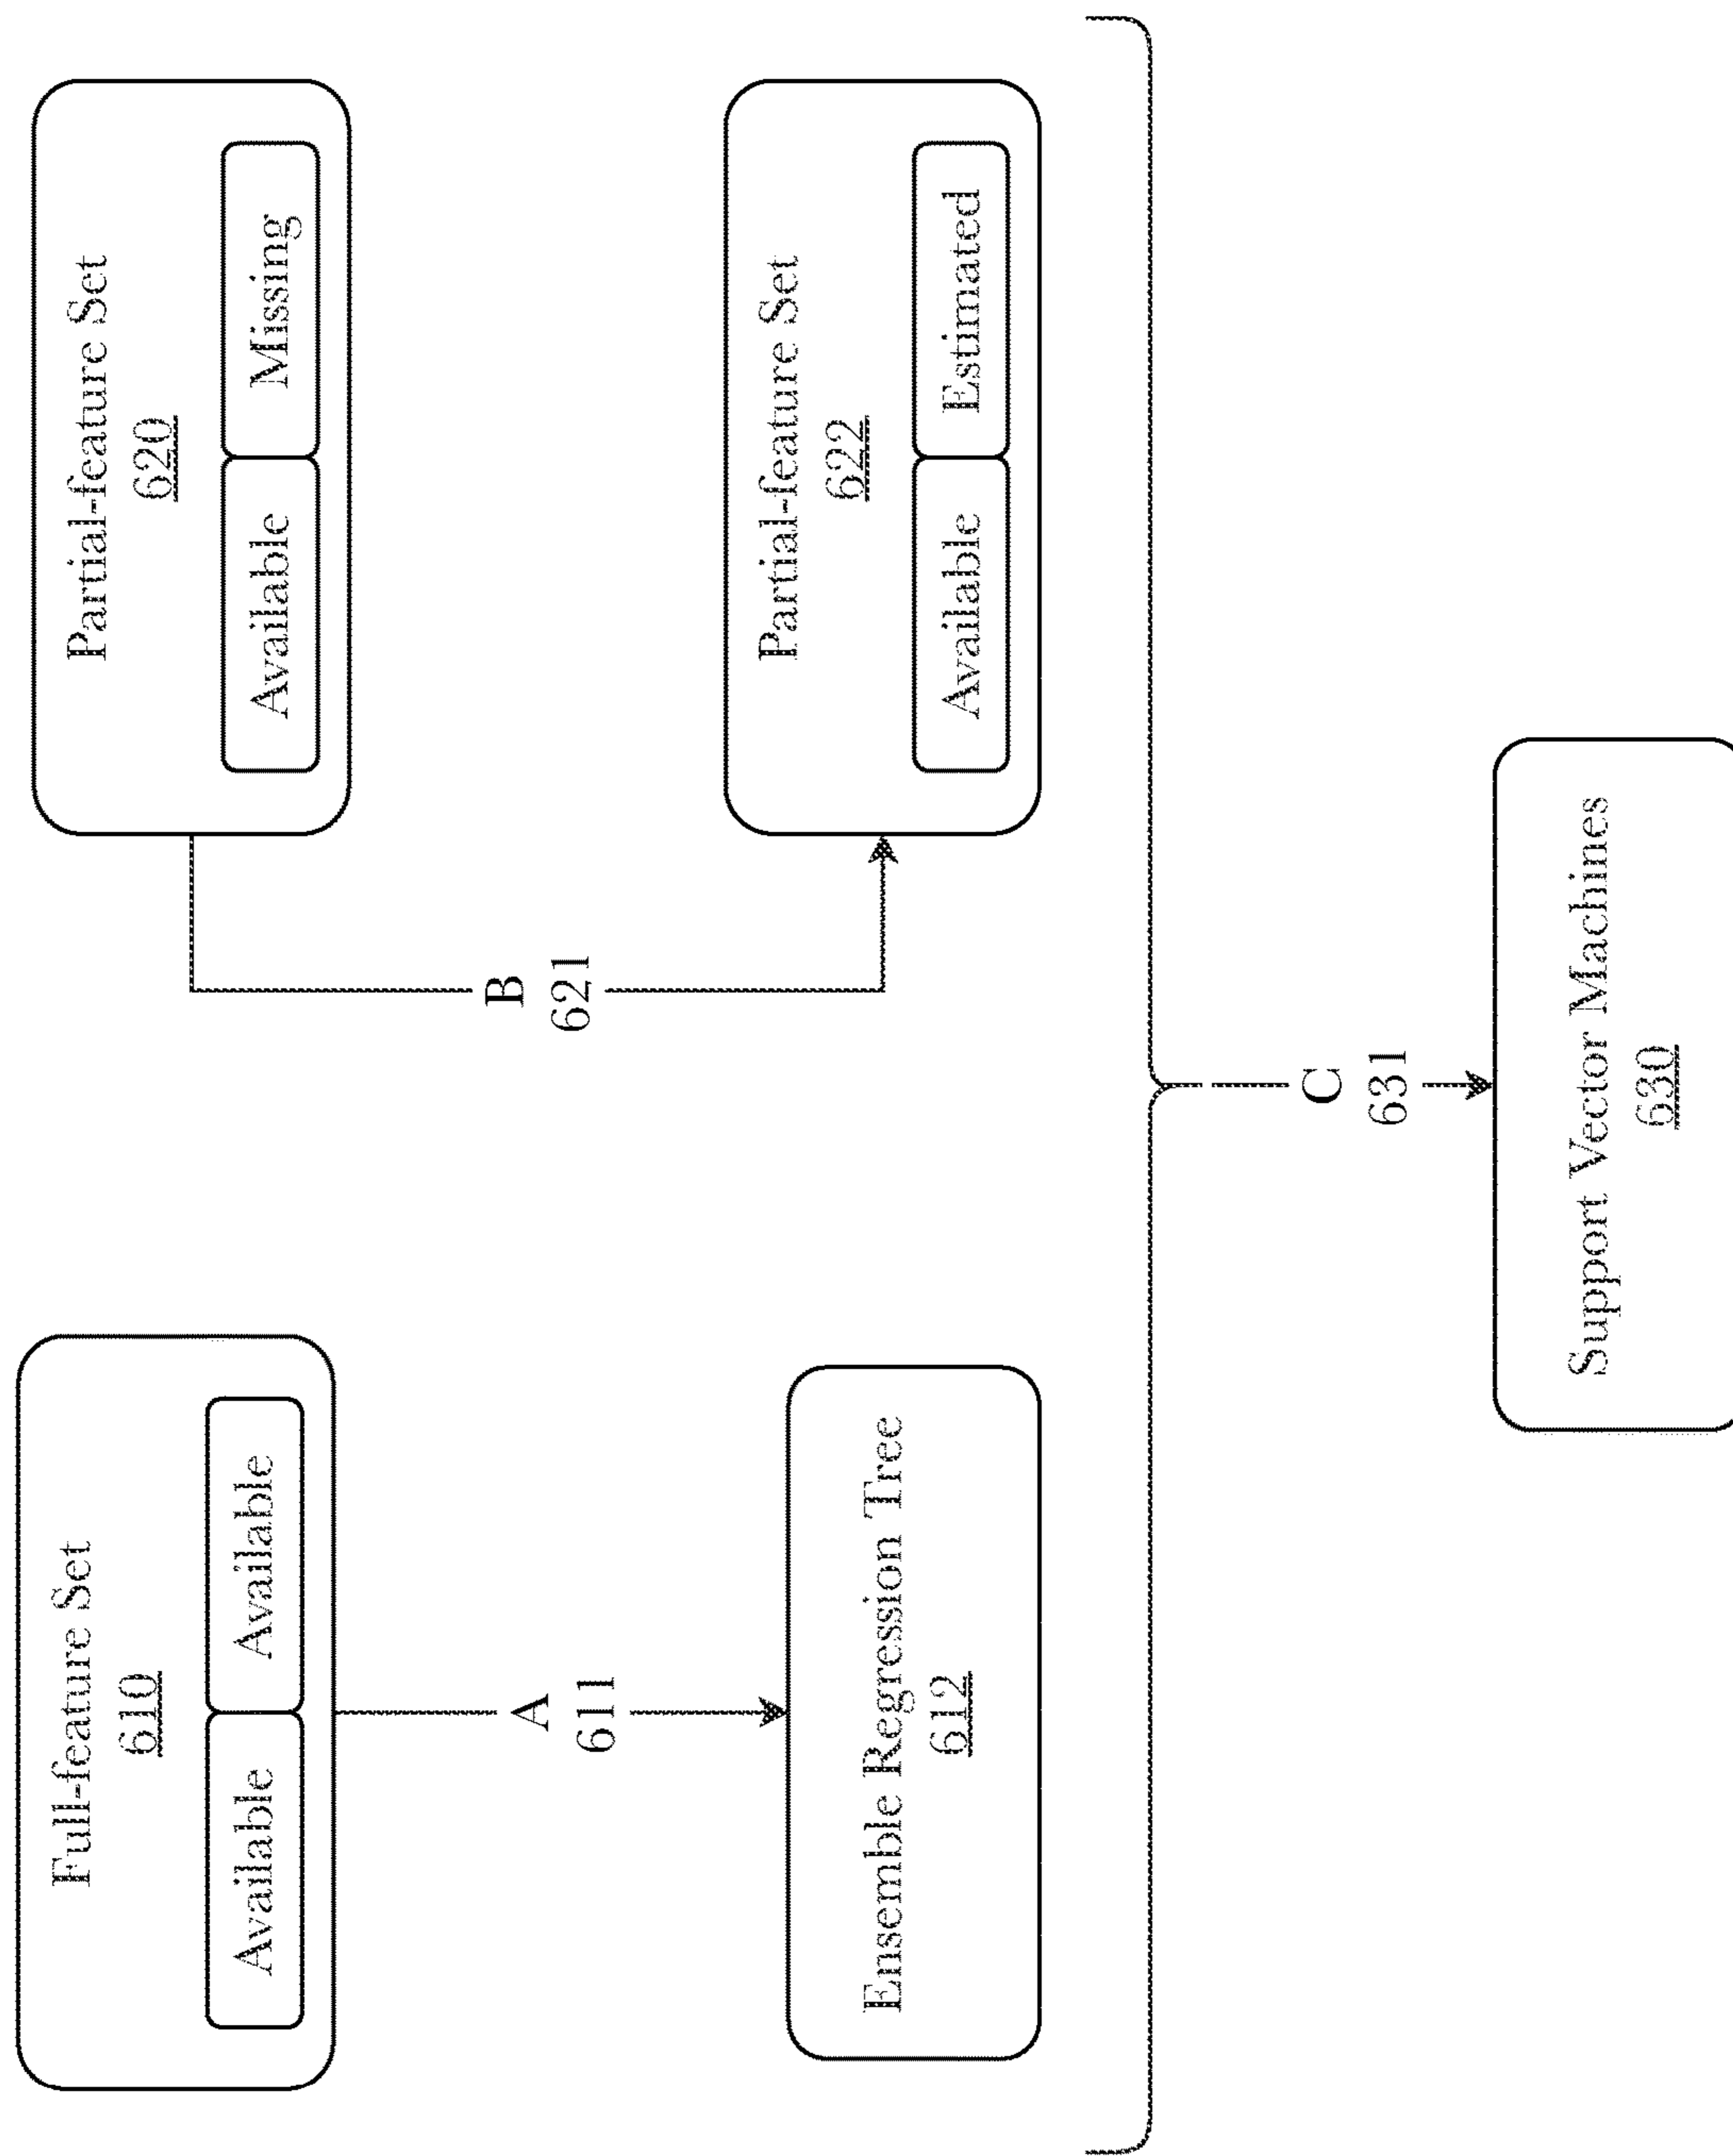 Full-feature Set
610
Available
Available
A
611
Ensemble Regression Tree
612
Partial-feature Set
620
Available
Missing
B
621
Partial-feature Set
622
Available
Estimated
C
631
Support Vector Machines
630